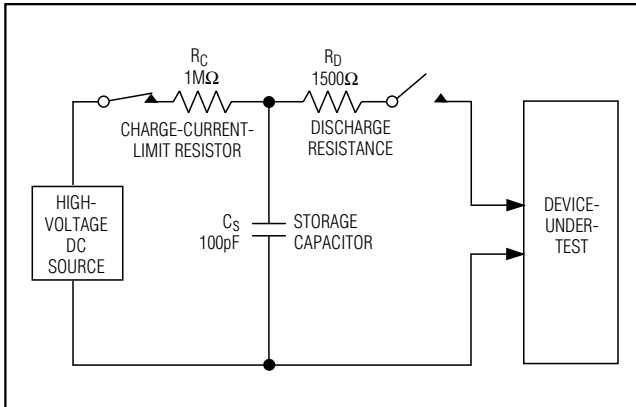 R_C
1MΩ
CHARGE-CURRENT-
LIMIT RESISTOR
R_D
1500Ω
DISCHARGE
RESISTANCE
HIGH-
VOLTAGE
DC
SOURCE
C_S
100pF
STORAGE
CAPACITOR
DEVICE-
UNDER-
TEST